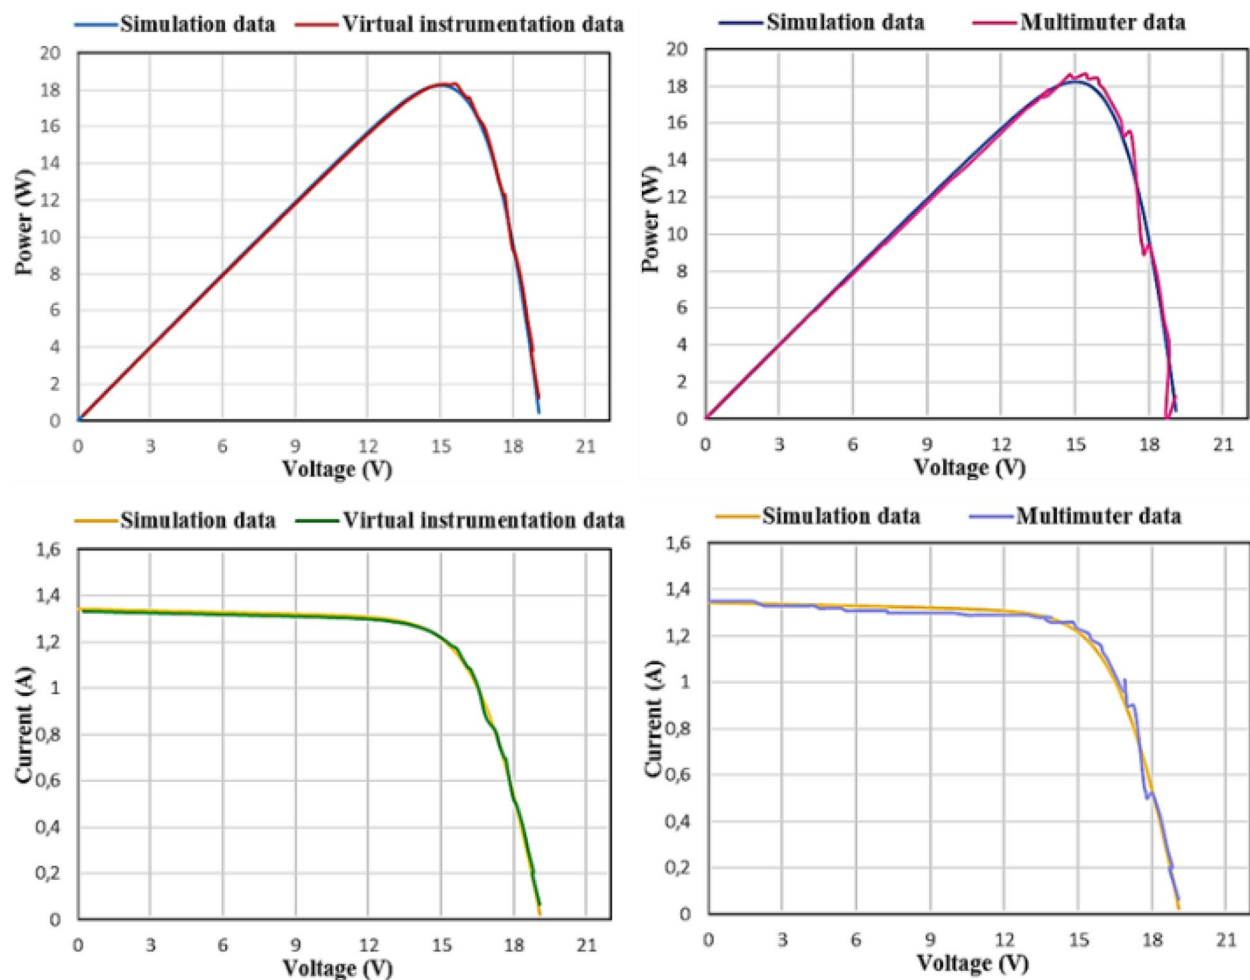 Simulation data Virtual instrumentation data
20
18
16
14
12
10
8
6
4
2
0
Power (W)
0 3 6 9 12 15 18 21
Voltage (V)
Simulation data Multimuter data
20
18
16
14
12
10
8
6
4
2
0
Power (W)
0 3 6 9 12 15 18 21
Voltage (V)
Simulation data Virtual instrumentation data
1,6
1,4
1,2
1
0,8
0,6
0,4
0,2
0
Current (A)
0 3 6 9 12 15 18 21
Voltage (V)
Simulation data Multimuter data
1,6
1,4
1,2
1
0,8
0,6
0,4
0,2
0
Current (A)
0 3 6 9 12 15 18 21
Voltage (V)